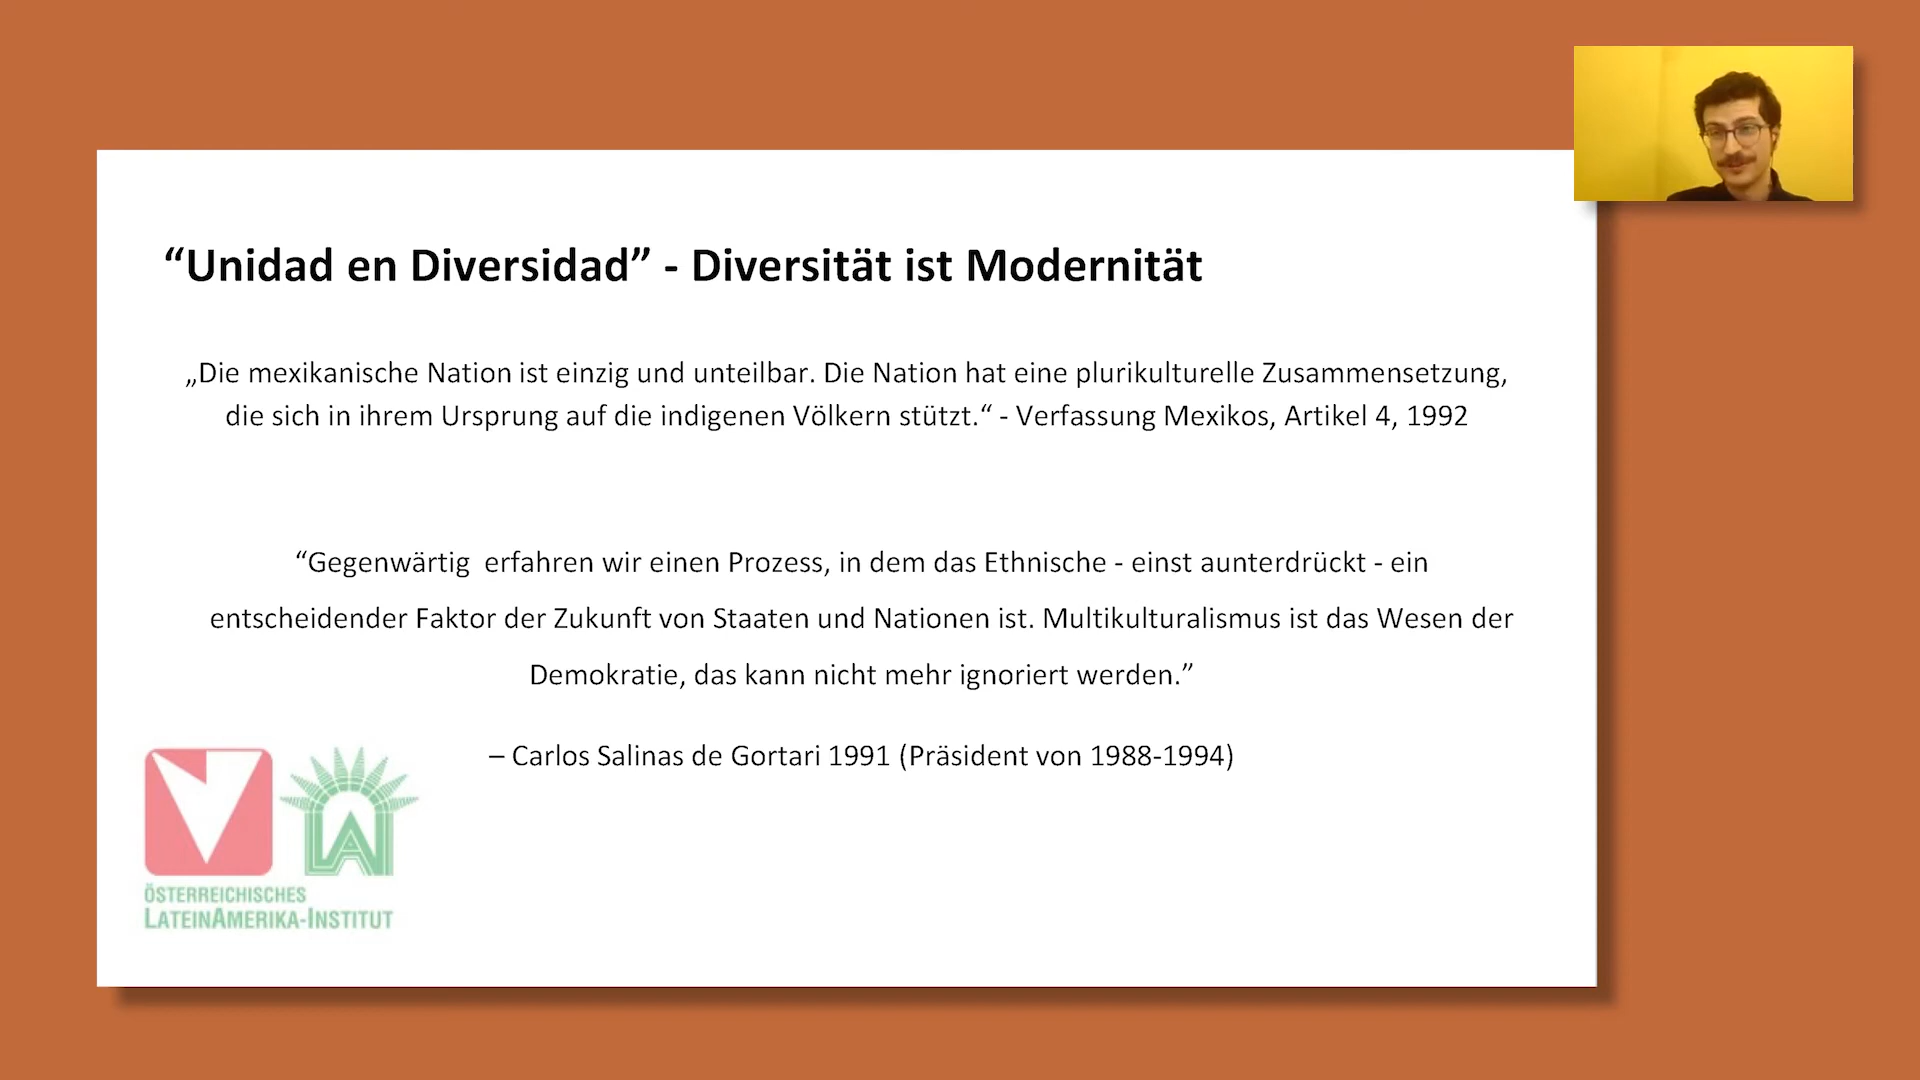 “Unidad en Diversidad” - Diversität ist Modernität
„Die mexikanische Nation ist einzig und unteilbar. Die Nation hat eine plurikulturelle Zusammensetzung,
die sich in ihrem Ursprung auf die indigenen Völkern stützt.“ - Verfassung Mexikos, Artikel 4, 1992
“Gegenwärtig  erfahren wir einen Prozess, in dem das Ethnische - einst aunterdrückt - ein
entscheidender Faktor der Zukunft von Staaten und Nationen ist. Multikulturalismus ist das Wesen der
Demokratie, das kann nicht mehr ignoriert werden.”
– Carlos Salinas de Gortari 1991 (Präsident von 1988-1994)
LAI
ÖSTERREICHISCHES
LATEINAMERIKA-INSTITUT